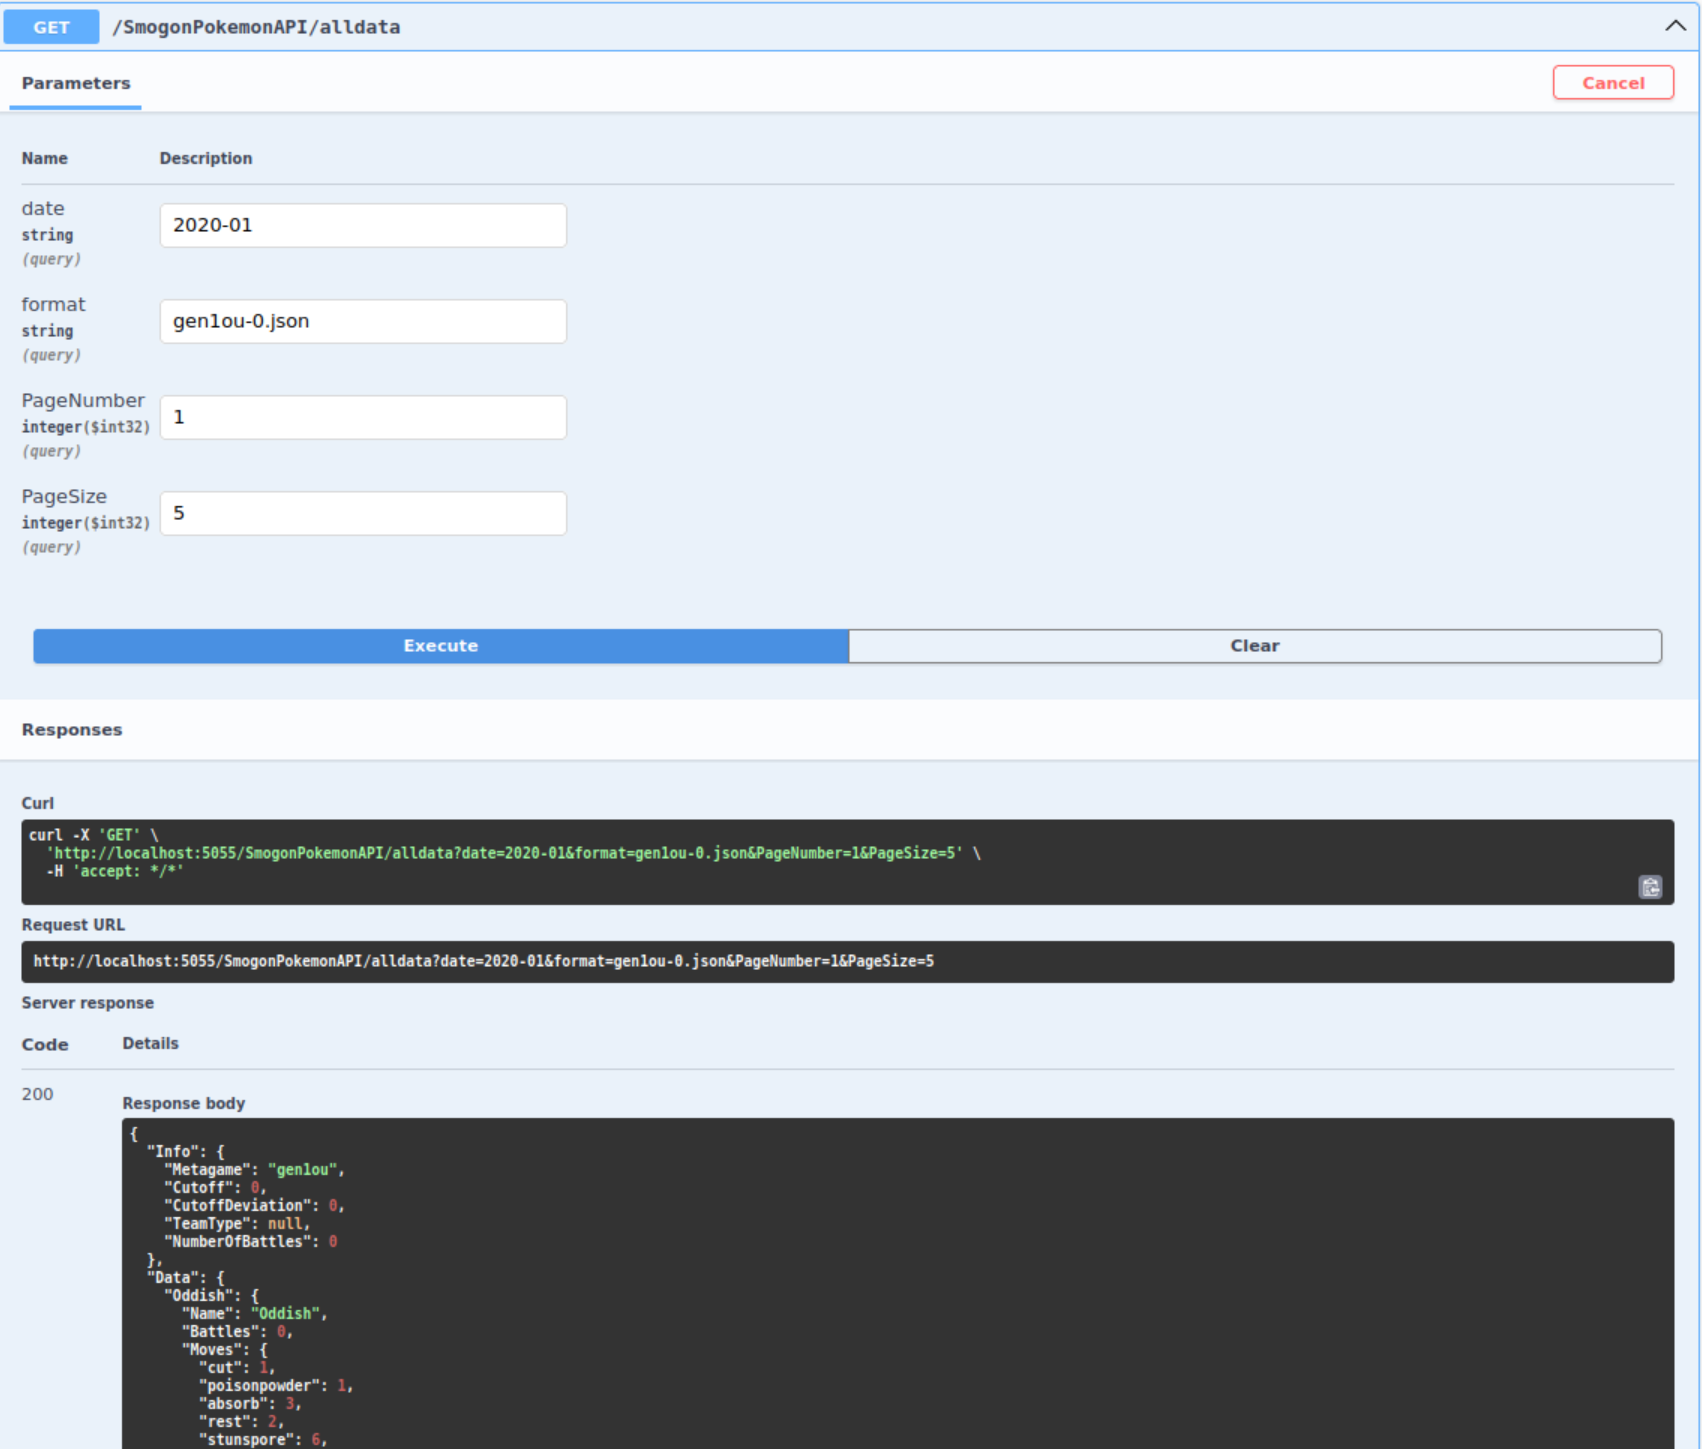 GET /SmogonPokemonAPI/alldata
Parameters
Cancel
Name Description
date
string
(query)
2020-01
format
string
(query)
gen1ou-0.json
PageNumber
integer($int32)
(query)
1
PageSize
integer($int32)
(query)
5
Execute
Clear
Responses
Curl
curl -X 'GET' \
'http://localhost:5055/SmogonPokemonAPI/alldata?date=2020-01&format=gen1ou-0.json&PageNumber=1&PageSize=5' \
-H 'accept: */*'
Request URL
http://localhost:5055/SmogonPokemonAPI/alldata?date=2020-01&format=gen1ou-0.json&PageNumber=1&PageSize=5
Server response
Code Details
200
Response body
{
"Info": {
"Metagame": "gen1ou",
"Cutoff": 0,
"CutoffDeviation": 0,
"TeamType": null,
"NumberOfBattles": 0
},
"Data": {
"Oddish": {
"Name": "Oddish",
"Battles": 0,
"Moves": {
"cut": 1,
"poisonpowder": 1,
"absorb": 3,
"rest": 2,
"stunspore": 6,